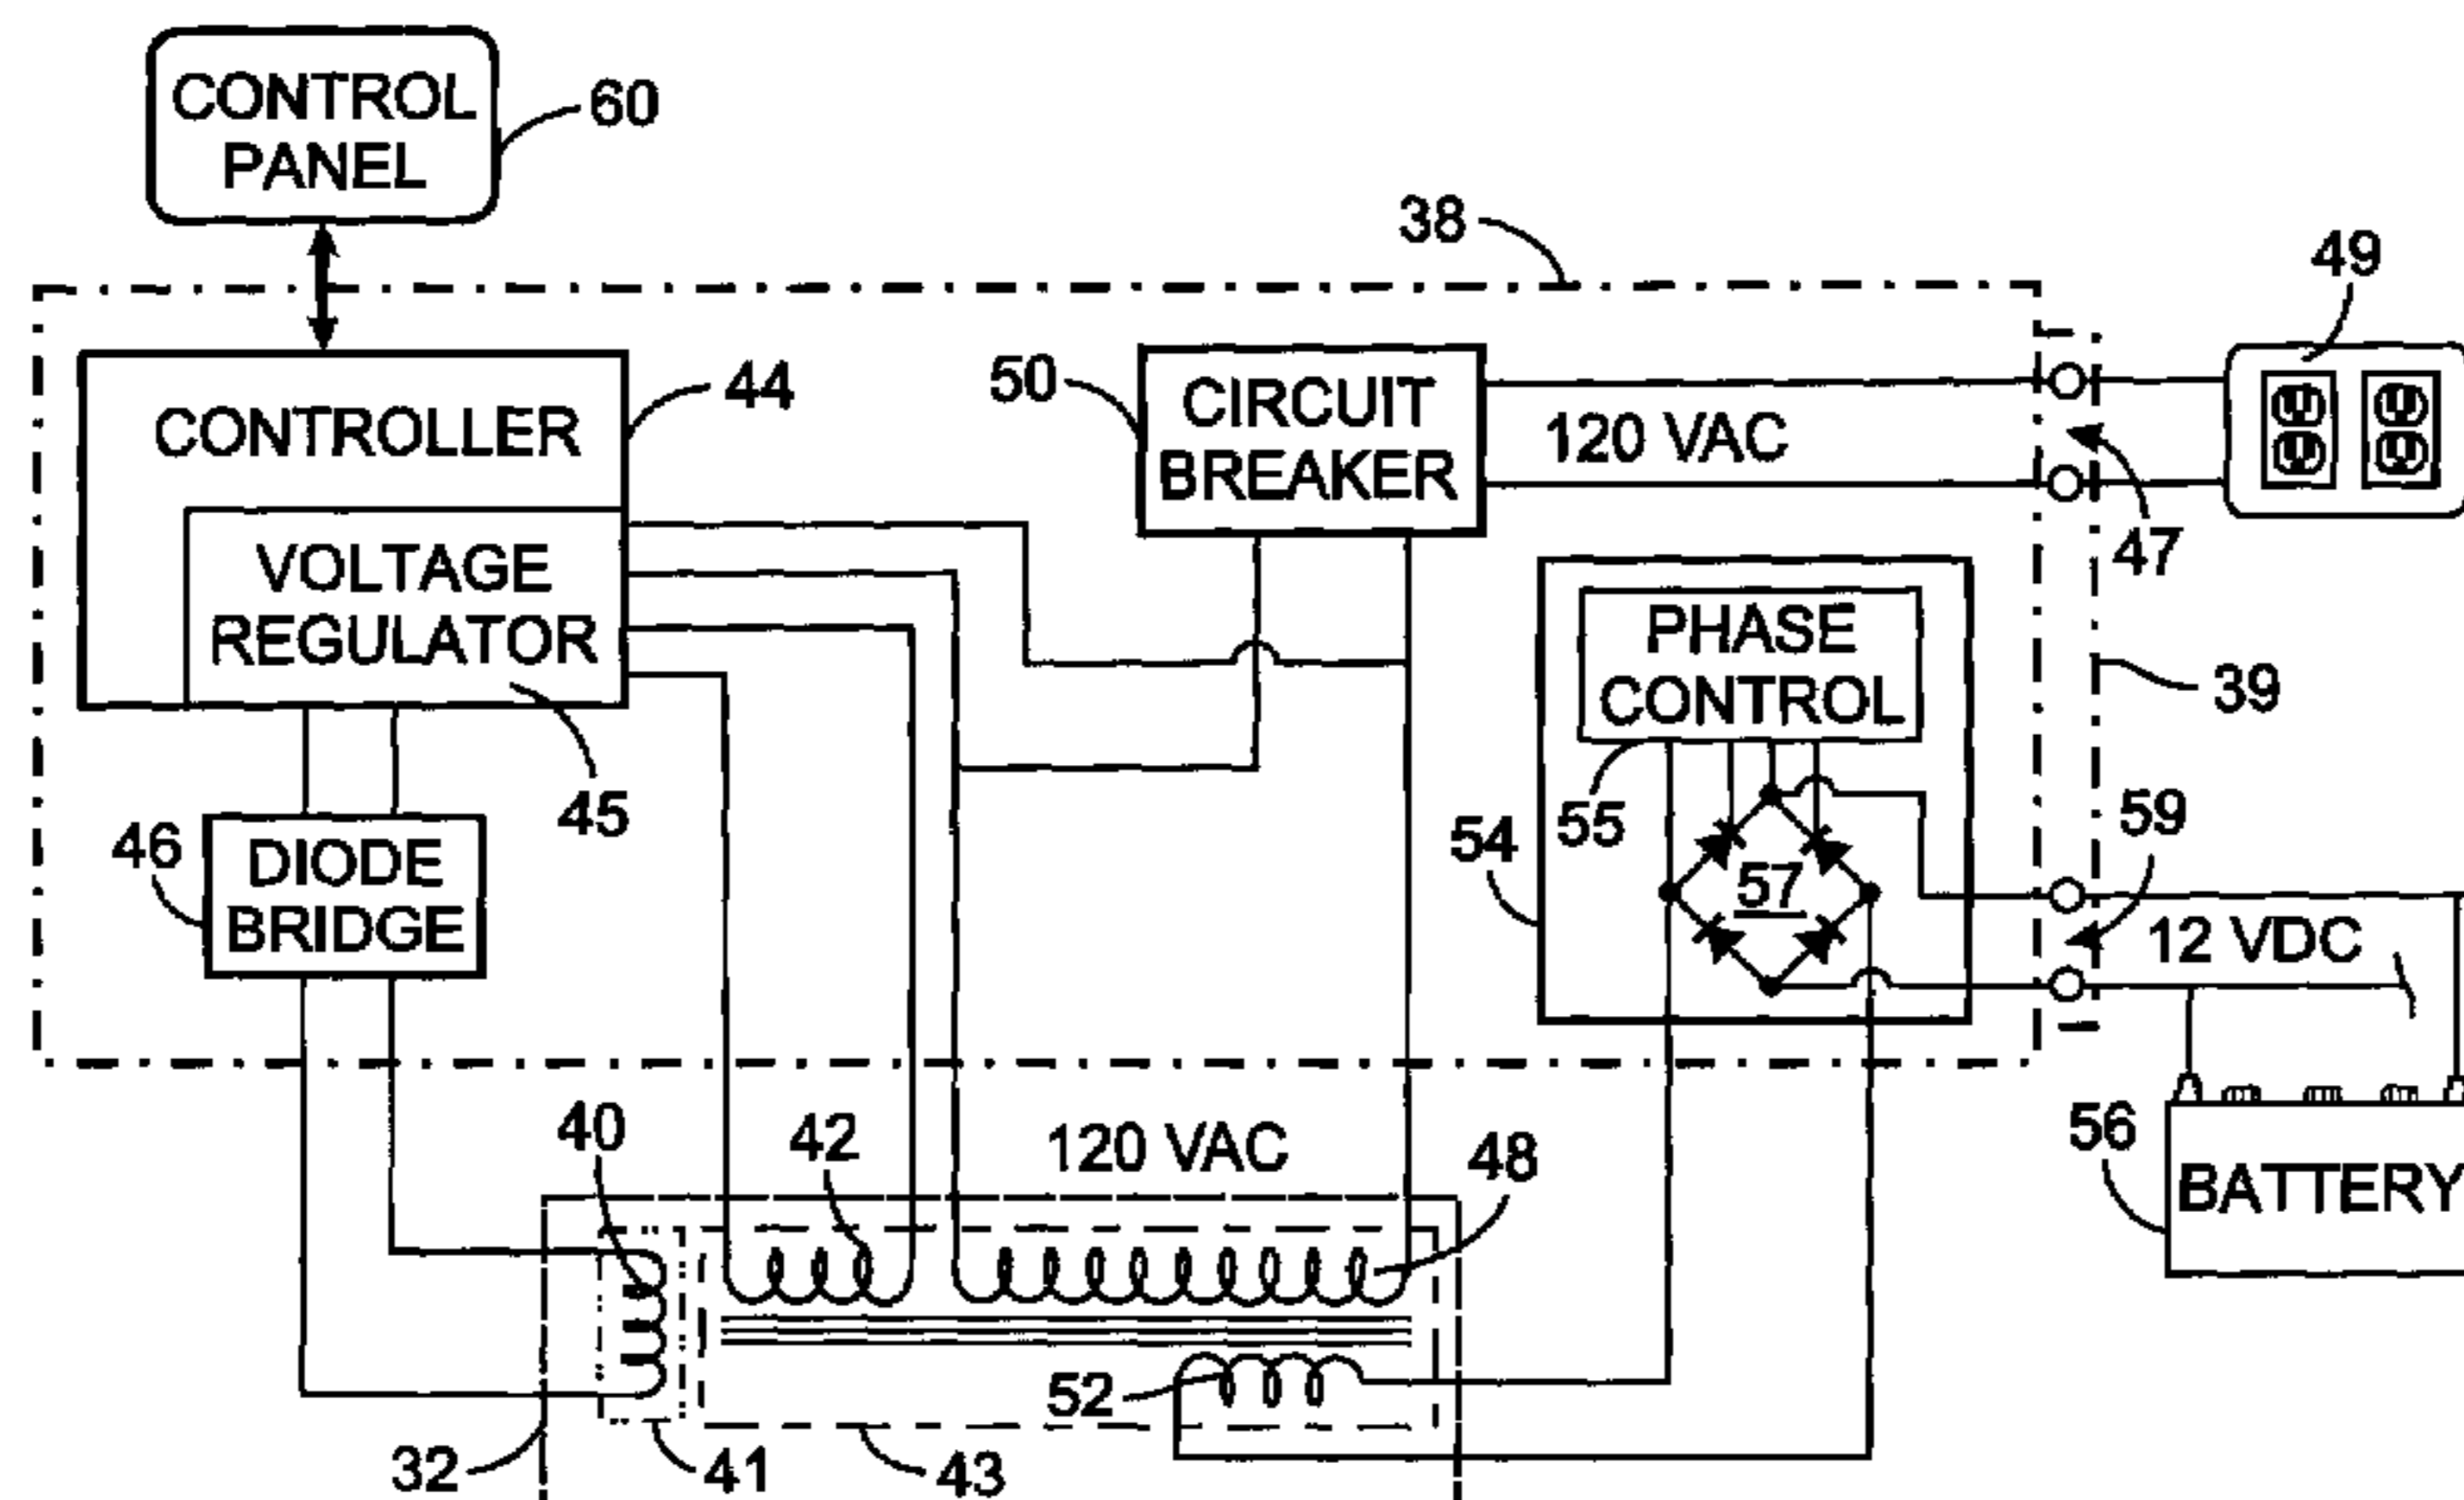 CONTROL
PANEL
60
38
49
CONTROLLER
44
50
CIRCUIT
BREAKER
120 VAC
47
VOLTAGE
REGULATOR
45
PHASE
CONTROL
55
39
46
DIODE
BRIDGE
54
57
59
12 VDC
40
42
120 VAC
48
56
BATTERY
52
32
41
43